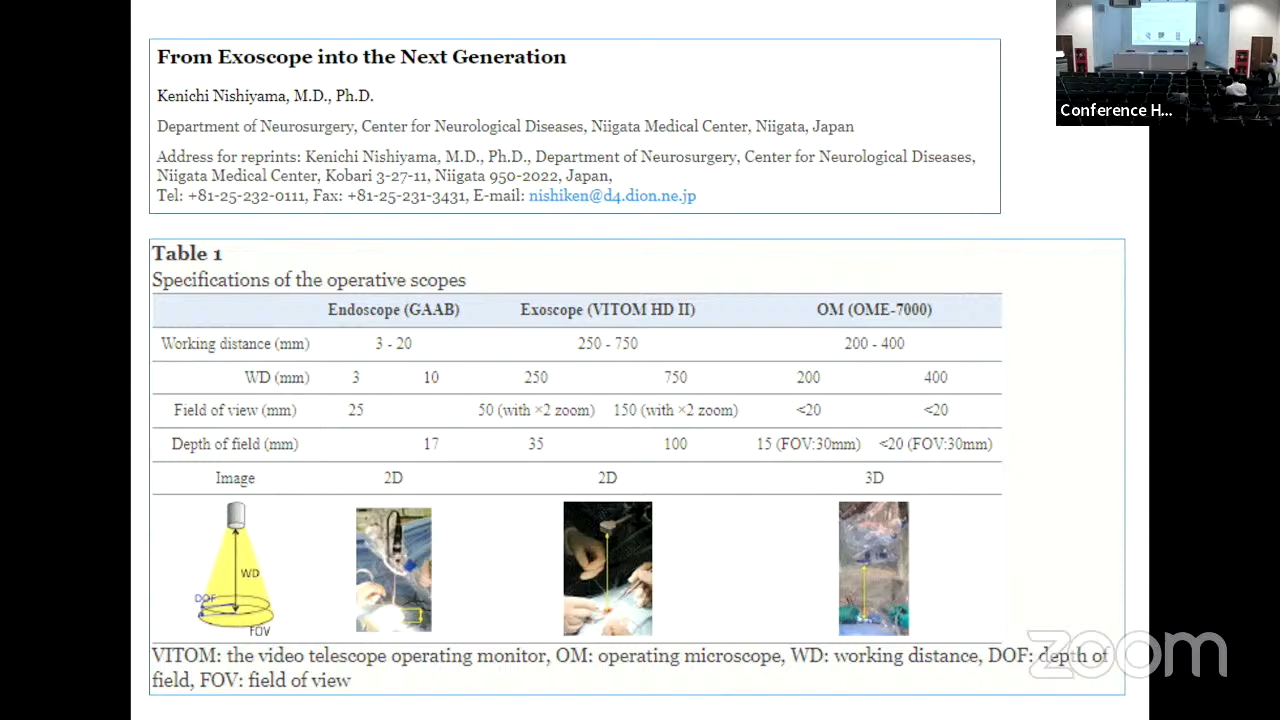 From Exoscope into the Next Generation
Kenichi Nishiyama, M.D., Ph.D.
Department of Neurosurgery, Center for Neurological Diseases, Niigata Medical Center, Niigata, Japan
Address for reprints: Kenichi Nishiyama, M.D., Ph.D., Department of Neurosurgery, Center for Neurological Diseases,
Niigata Medical Center, Kobari 3-27-11, Niigata 950-2022, Japan,
Tel: +81-25-232-0111, Fax: +81-25-231-3431, E-mail: nishiken@d4.dion.ne.jp
Conference H...
Table 1
Specifications of the operative scopes
Endoscope (GAAB) Exoscope (VITOM HD II) OM (OME-7000)
Working distance (mm) 3 - 20 250 - 750 200 - 400
WD (mm) 3 10 250 750 200 400
Field of view (mm) 25 50 (with ×2 zoom) 150 (with ×2 zoom) <20 <20
Depth of field (mm) 17 35 100 15 (FOV:30mm) <20 (FOV:30mm)
Image 2D 2D 3D
WD
DOF
FOV
VITOM: the video telescope operating monitor, OM: operating microscope, WD: working distance, DOF: depth of
field, FOV: field of view
zoom